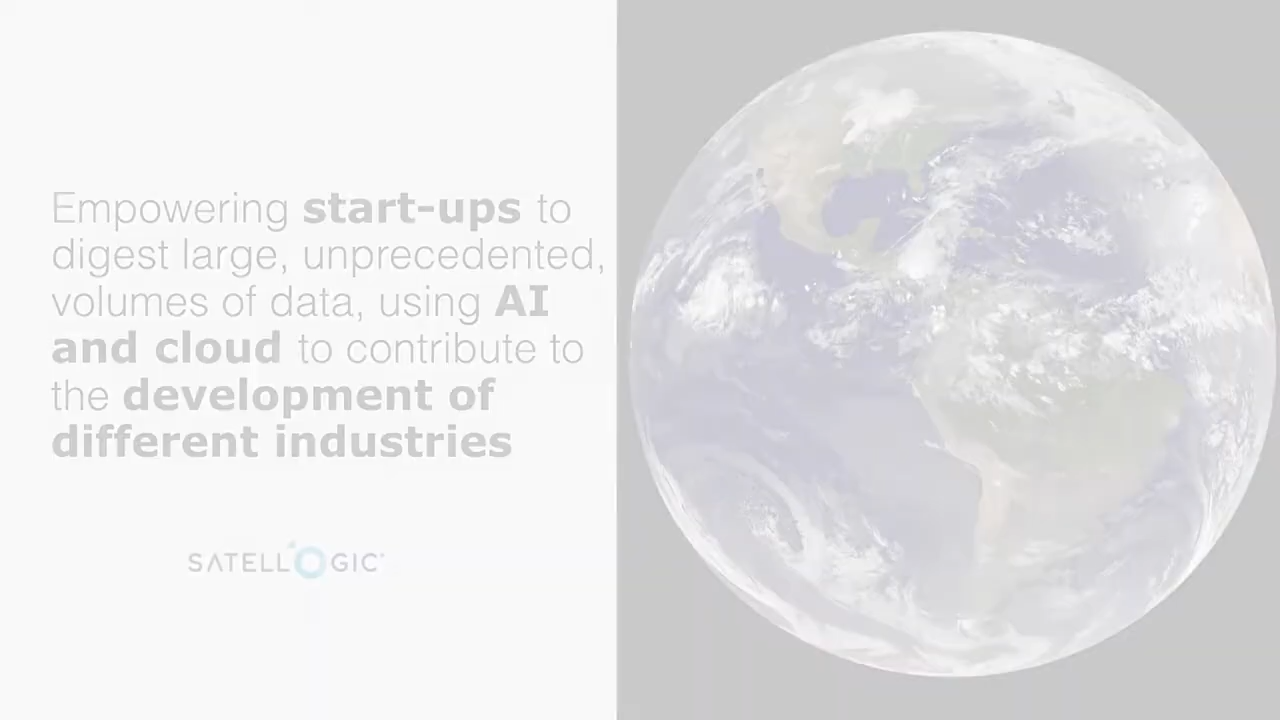 Empowering start-ups to
digest large, unprecedented,
volumes of data, using AI
and cloud to contribute to
the development of
different industries
SATELLOGIC